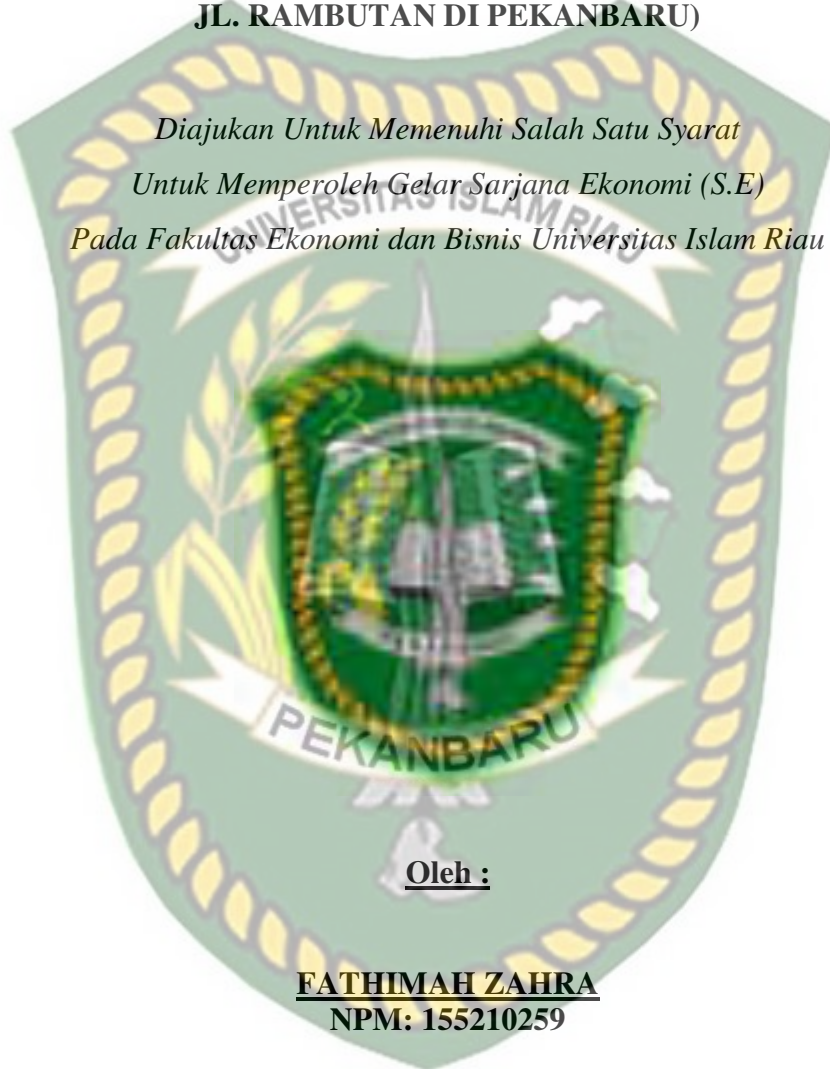 JL. RAMBUTAN DI PEKANBARU)
Diajukan Untuk Memenuhi Salah Satu Syarat
Untuk Memperoleh Gelar Sarjana Ekonomi (S.E)
Pada Fakultas Ekonomi dan Bisnis Universitas Islam Riau
UNIVERSITAS ISLAM RIAU
PEKANBARU
Oleh :
FATHIMAH ZAHRA
NPM: 155210259